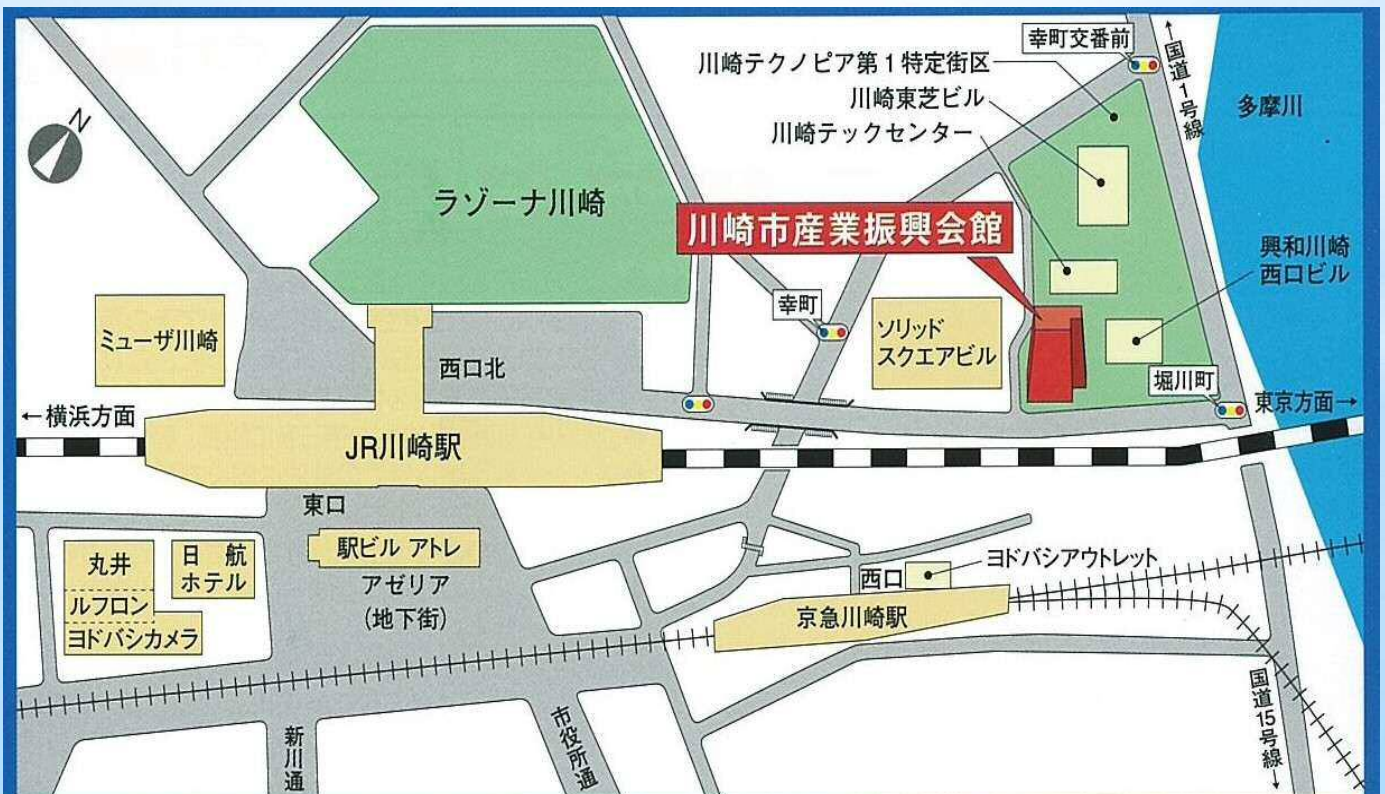 幸町交番前
↑国道1号線
川崎テクノピア第1特定街区
川崎東芝ビル
川崎テックセンター
多摩川
N
ラゾーナ川崎
川崎市産業振興会館
興和川崎
西口ビル
幸町
ミューザ川崎
ソリッド
スクエアビル
西口北
堀川町
←横浜方面
東京方面→
JR川崎駅
東口
駅ビル アトレ
丸井
日航
ホテル
ルフロン
ヨドバシカメラ
アゼリア
(地下街)
ヨドバシアウトレット
西口
京急川崎駅
新川通
市役所通
国道15号線↓